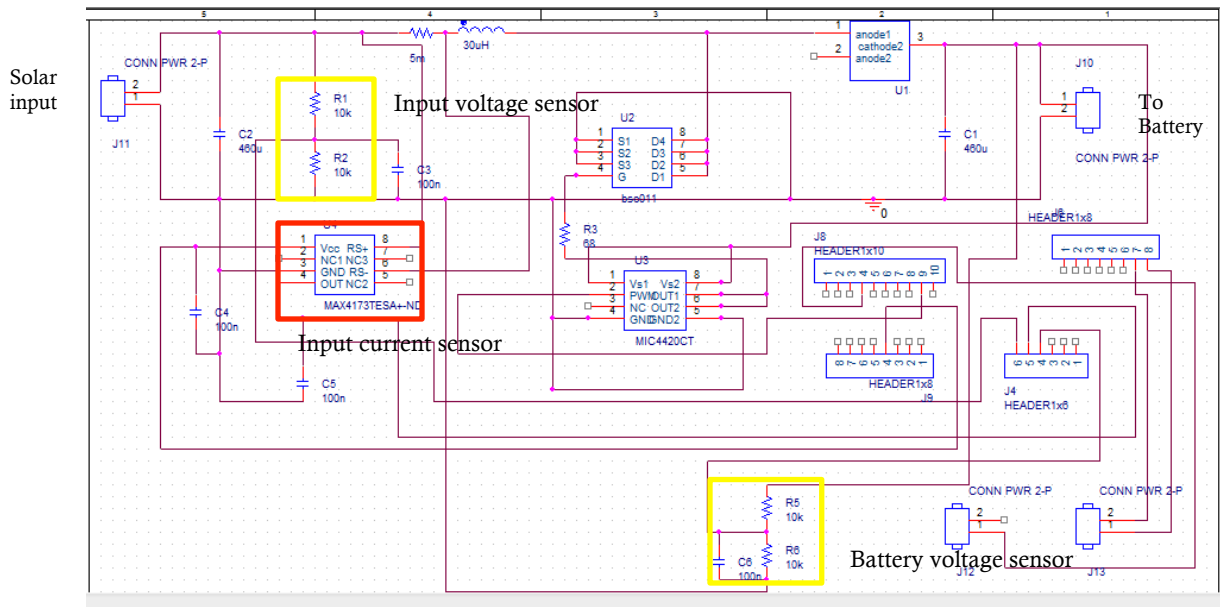 5 4 3 2 1
Solar
input
CONN PWR 2-P
2
1
J11
C2
460u
R1
10k
R2
10k
Input voltage sensor
C3
100n
5m
30uH
U2
1 S1 D4 8
2 S2 D3 7
3 S3 D2 6
4 G D1 5
bso011
1 anode1
cathode2 3
2 anode2
U1
C1
460u
J10
1
2
To
Battery
CONN PWR 2-P
0
1 Vcc RS+ 8
2 NC1 NC3 7
3 GND RS- 6
4 OUT NC2 5
MAX4173TESA+-ND
Input current sensor
C4
100n
C5
100n
R3
68
U3
1 Vs1 Vs2 8
2 PWM OUT1 7
3 NC OUT2 6
4 GND GND2 5
MIC4420CT
J8
HEADER1x10
1 2 3 4 5 6 7 8 9 10
HEADER1x8
1 2 3 4 5 6 7 8
8 7 6 5 4 3 2 1
HEADER1x8
J9
6 5 4 3 2 1
J4
HEADER1x6
R5
10k
R6
10k
C6
100n
Battery voltage sensor
CONN PWR 2-P
2
1
J12
CONN PWR 2-P
2
1
J13